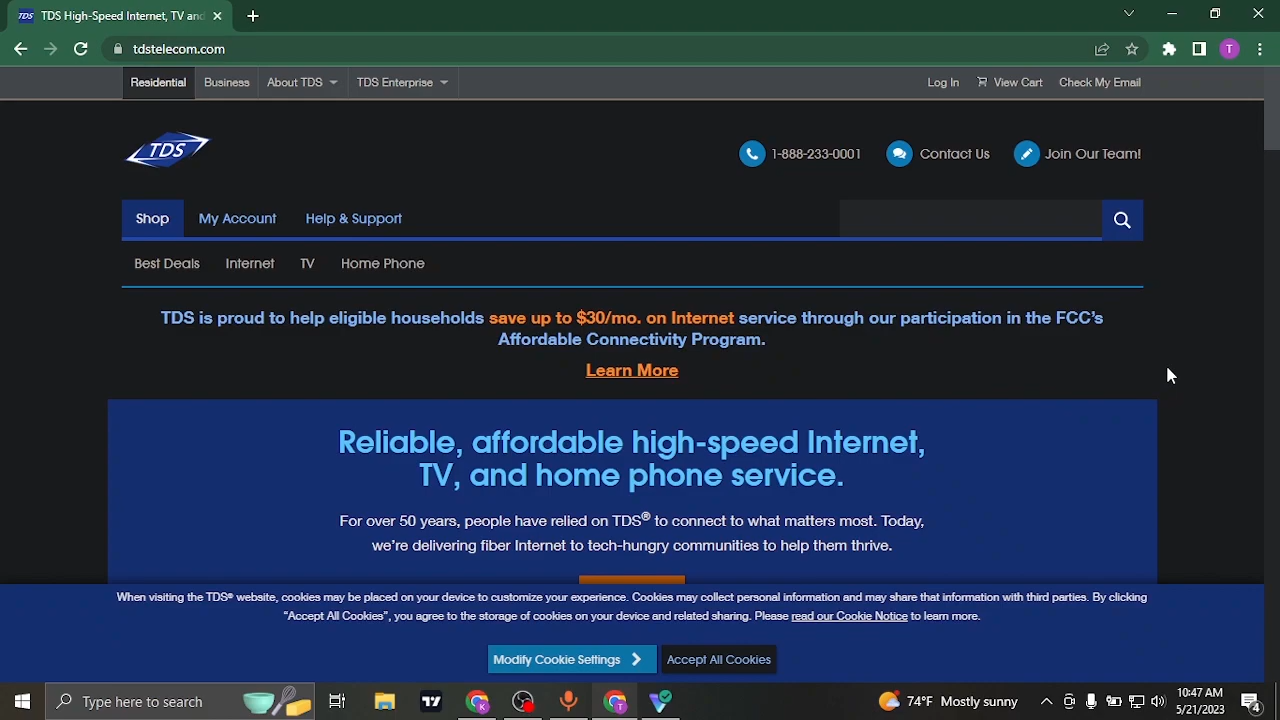 TDS TDS High-Speed Internet, TV and
tdstelecom.com
T
Residential Business About TDS TDS Enterprise Log In View Cart Check My Email
TDS 1-888-233-0001 Contact Us Join Our Team!
Shop My Account Help & Support
Best Deals Internet TV Home Phone
TDS is proud to help eligible households save up to $30/mo. on Internet service through our participation in the FCC's
Affordable Connectivity Program.
Learn More
Reliable, affordable high-speed Internet,
TV, and home phone service.
For over 50 years, people have relied on TDS® to connect to what matters most. Today,
we're delivering fiber Internet to tech-hungry communities to help them thrive.
When visiting the TDS® website, cookies may be placed on your device to customize your experience. Cookies may collect personal information and may share that information with third parties. By clicking
"Accept All Cookies", you agree to the storage of cookies on your device and related sharing. Please read our Cookie Notice to learn more.
Modify Cookie Settings Accept All Cookies
Type here to search K T 74°F Mostly sunny 10:47 AM
5/21/2023 4